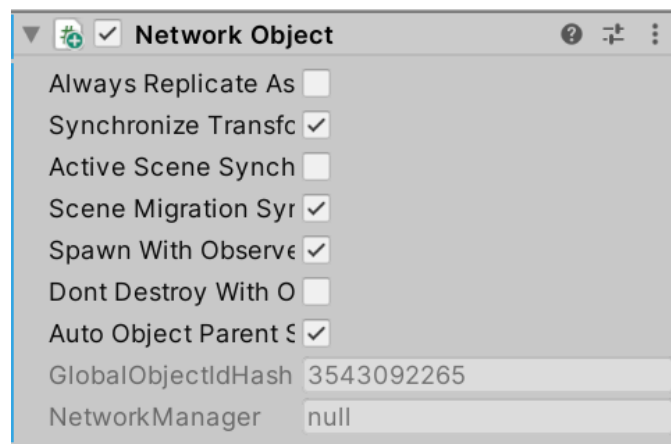 Network Object
Always Replicate As
Synchronize Transfo
Active Scene Synch
Scene Migration Syr
Spawn With Observe
Dont Destroy With O
Auto Object Parent S
GlobalObjectIdHash 3543092265
NetworkManager null